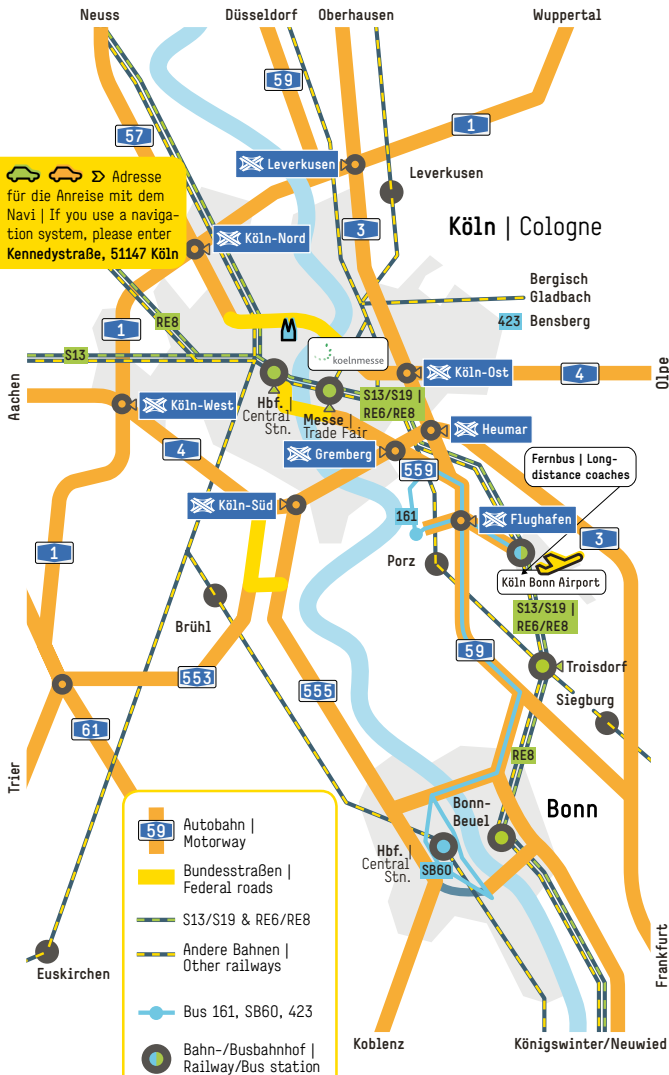 Neuss
Düsseldorf
Oberhausen
Wuppertal
59
57
1
Leverkusen
Leverkusen
Adresse
für die Anreise mit dem
Navi | If you use a naviga-
tion system, please enter
Kennedystraße, 51147 Köln
3
Köln | Cologne
Köln-Nord
Bergisch
Gladbach
423 Bensberg
1
RE8
S13
koelnmesse
Köln-Ost
4
Olpe
Aachen
Hbf. |
Central
Stn.
Messe |
Trade Fair
S13/S19 |
RE6/RE8
Köln-West
Heumar
4
Gremberg
559
Fernbus | Long-
distance coaches
Köln-Süd
161
Flughafen
3
1
Porz
Köln Bonn Airport
S13/S19 |
RE6/RE8
Brühl
59
Troisdorf
553
555
Siegburg
61
Trier
RE8
Bonn
Bonn-
Beuel
Hbf. |
Central
Stn.
SB60
59
Autobahn |
Motorway
Bundesstraßen |
Federal roads
S13/S19 & RE6/RE8
Andere Bahnen |
Other railways
Bus 161, SB60, 423
Bahn-/Busbahnhof |
Railway/Bus station
Euskirchen
Frankfurt
Koblenz
Königswinter/Neuwied